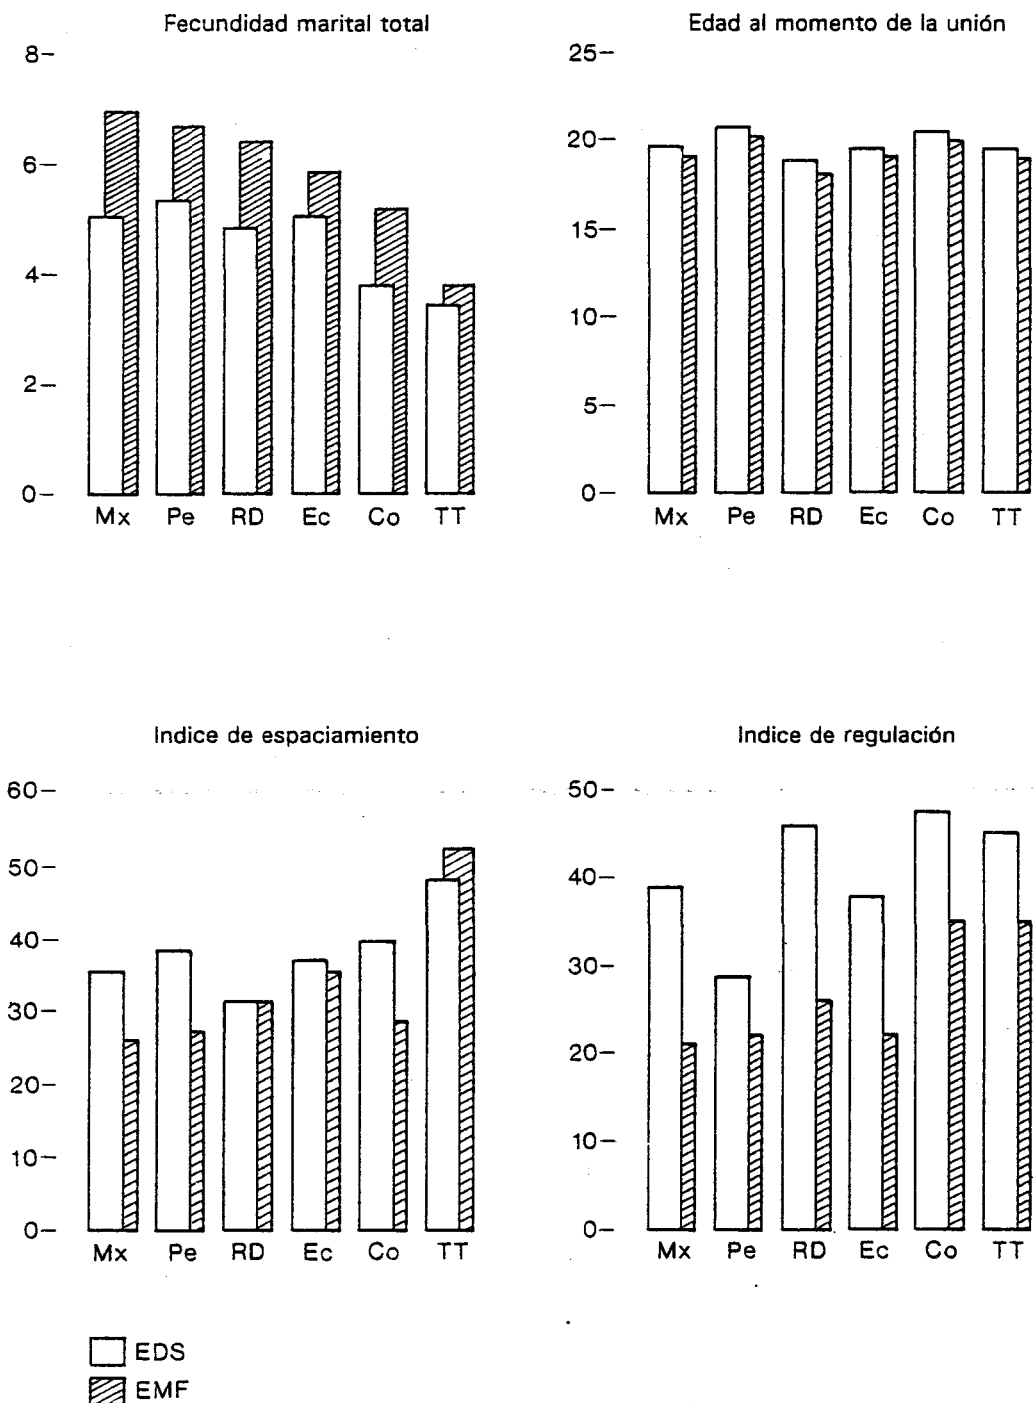 Fecundidad marital total
8–
6–
4–
2–
0–
Mx Pe RD Ec Co TT
Edad al momento de la unión
25–
20–
15–
10–
5–
0–
Mx Pe RD Ec Co TT
Indice de espaciamiento
60–
50–
40–
30–
20–
10–
0–
Mx Pe RD Ec Co TT
Indice de regulación
50–
40–
30–
20–
10–
0–
Mx Pe RD Ec Co TT
EDS
EMF